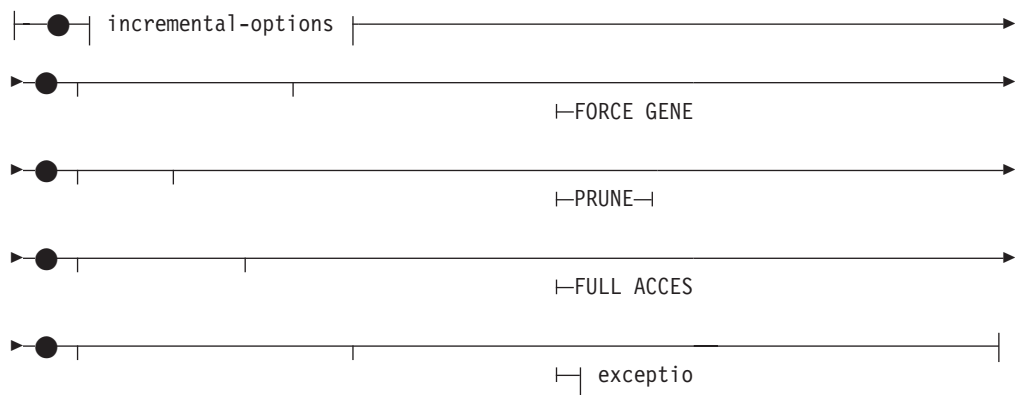 incremental-options
FORCE GENE
PRUNE
FULL ACCES
exceptio